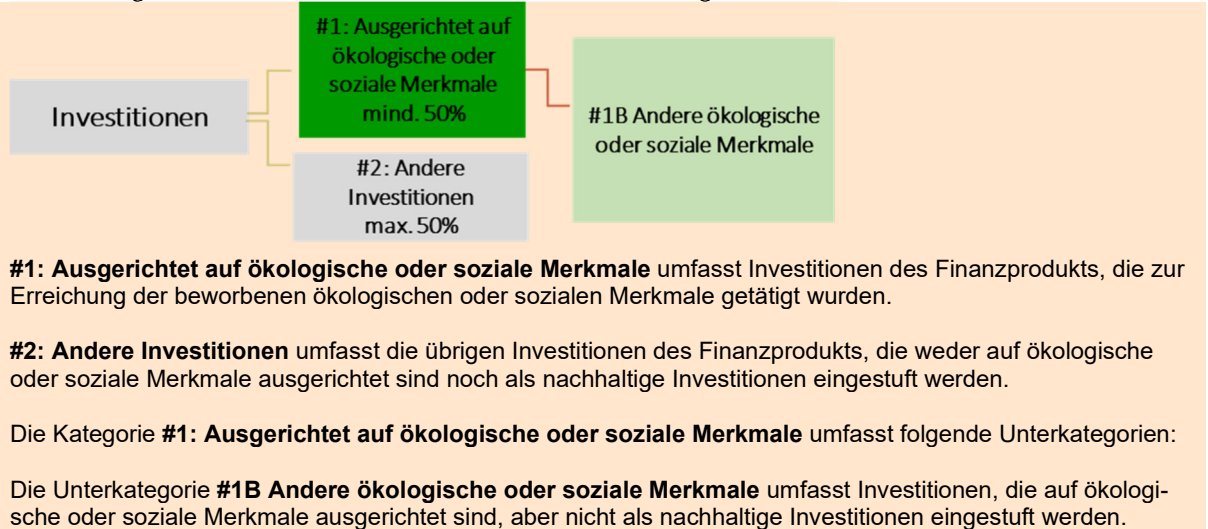 #1: Ausgerichtet auf
ökologische oder
soziale Merkmale
mind. 50%
Investitionen
#1B Andere ökologische
oder soziale Merkmale
#2: Andere
Investitionen
max. 50%
#1: Ausgerichtet auf ökologische oder soziale Merkmale umfasst Investitionen des Finanzprodukts, die zur
Erreichung der beworbenen ökologischen oder sozialen Merkmale getätigt wurden.
#2: Andere Investitionen umfasst die übrigen Investitionen des Finanzprodukts, die weder auf ökologische
oder soziale Merkmale ausgerichtet sind noch als nachhaltige Investitionen eingestuft werden.
Die Kategorie #1: Ausgerichtet auf ökologische oder soziale Merkmale umfasst folgende Unterkategorien:
Die Unterkategorie #1B Andere ökologische oder soziale Merkmale umfasst Investitionen, die auf ökologi-
sche oder soziale Merkmale ausgerichtet sind, aber nicht als nachhaltige Investitionen eingestuft werden.